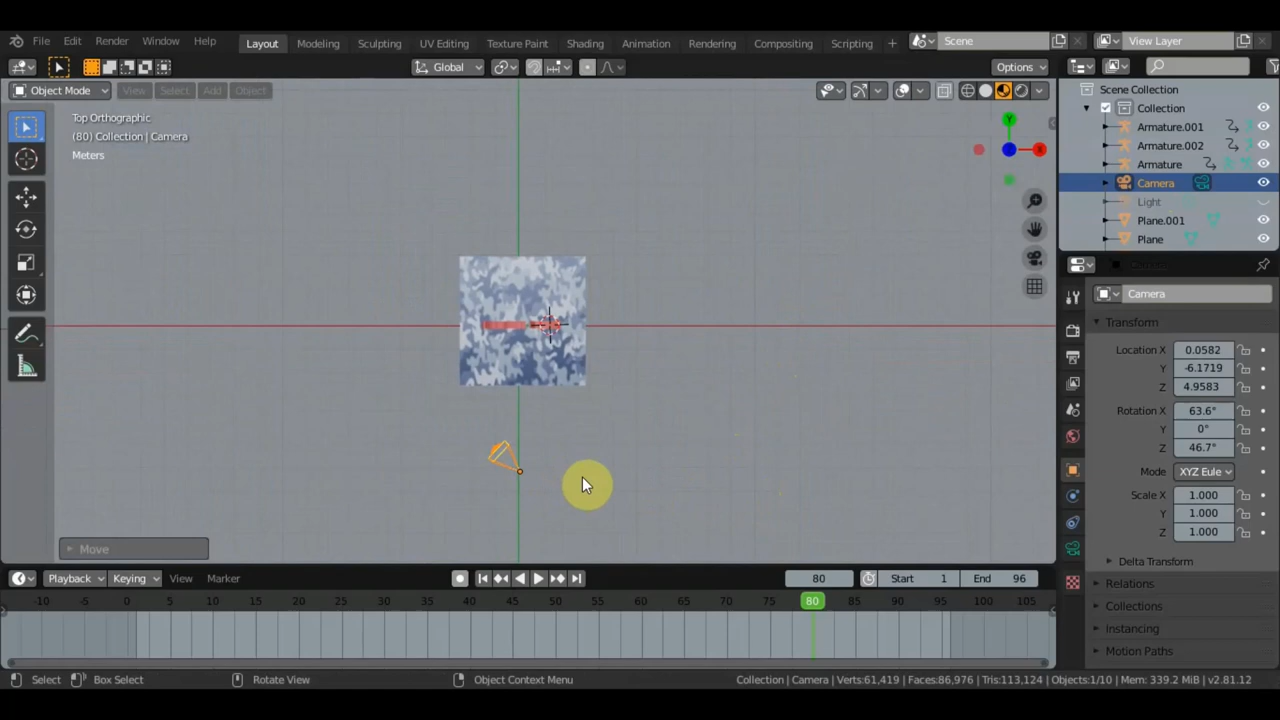 File Edit Render Window Help Layout Modeling Sculpting UV Editing Texture Paint Shading Animation Rendering Compositing Scripting + Scene View Layer
Global Options
Object Mode View Select Add Object
Top Orthographic
(80) Collection | Camera
Meters
Y
X
Scene Collection
Collection
Armature.001
Armature.002
Armature
Camera
Light
Plane.001
Plane
Camera
Camera
Transform
Location X 0.0582
Y -6.1719
Z 4.9583
Rotation X 63.6°
Y 0°
Z 46.7°
Mode XYZ Eule
Scale X 1.000
Y 1.000
Z 1.000
Delta Transform
Relations
Collections
Instancing
Motion Paths
Move
Playback Keying View Marker 80 Start 1 End 96
-10 0 5 10 15 20 25 30 35 40 45 50 55 60 65 70 75 80 85 90 95 100 105
Select Box Select Rotate View Object Context Menu Collection | Camera | Verts:61,419 | Faces:86,976 | Tris:113,124 | Objects:1/10 | Mem: 339.2 MiB | v2.81.12